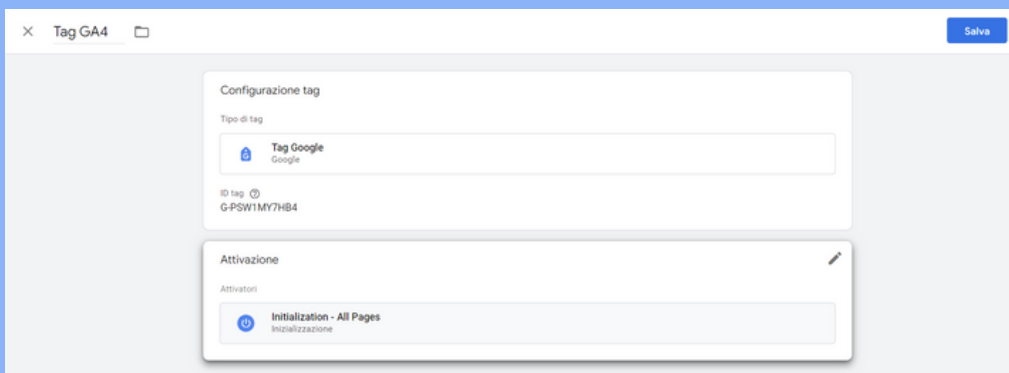 Tag GA4
Salva
Configurazione tag
Tipo di tag
Tag Google
Google
ID tag
G-PSW1MY7HB4
Attivazione
Attivatori
Initialization - All Pages
Inizializzazione